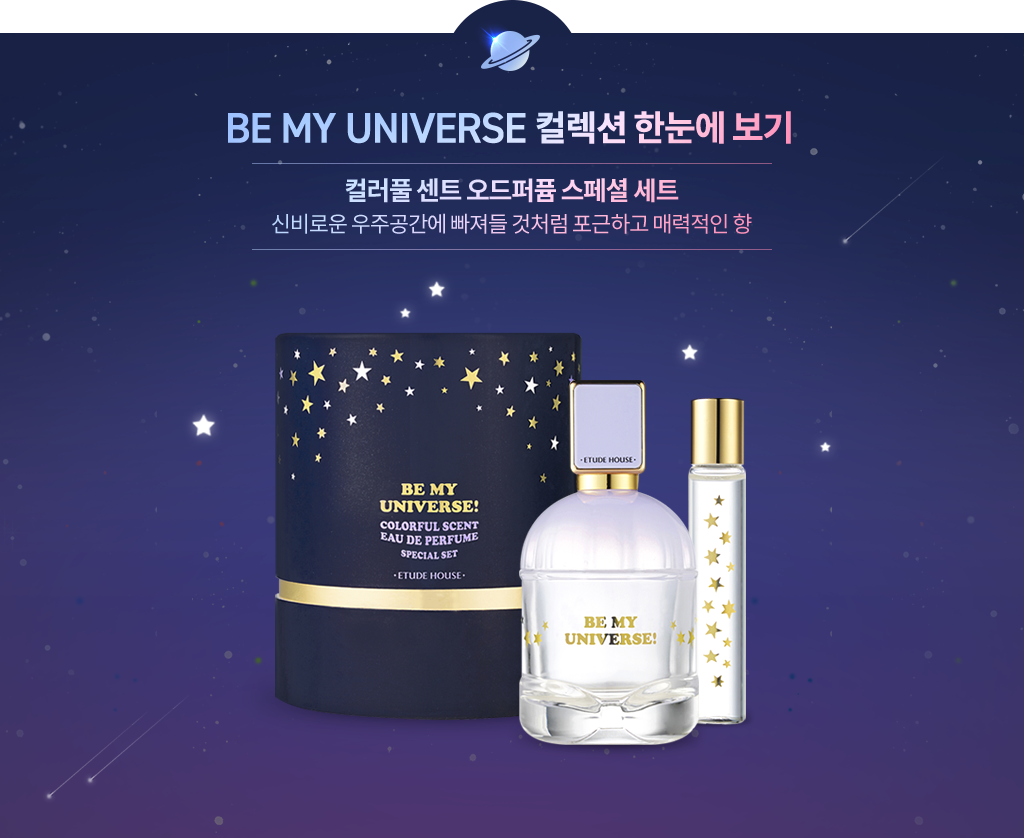 BE MY UNIVERSE 컬렉션 한눈에 보기
컬러풀 센트 오드퍼퓸 스페셜 세트
신비로운 우주공간에 빠져들 것처럼 포근하고 매력적인 향
BE MY
UNIVERSE!
COLORFUL SCENT
EAU DE PERFUME
SPECIAL SET
·ETUDE HOUSE·
·ETUDE HOUSE·
BE MY
UNIVERSE!